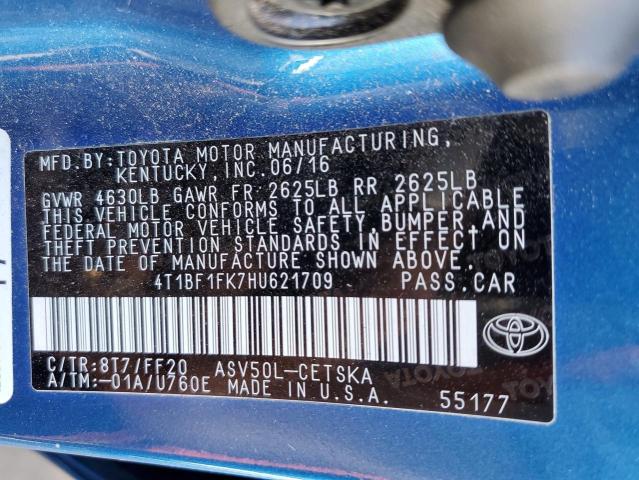 MFD.BY:TOYOTA MOTOR MANUFACTURING,
KENTUCKY, INC. 06/16
GVWR 4630LB GAWR FR 2625LB RR 2625LB
THIS VEHICLE CONFORMS TO ALL APPLICABLE
FEDERAL MOTOR VEHICLE SAFETY,BUMPER,AND
THEFT PREVENTION STANDARDS IN EFFECT ON
THE DATE OF MANUFACTURE SHOWN ABOVE.
4T1BF1FK7HU621709 PASS.CAR
C/TR:8T7/FF20 ASV50L-CETSKA
A/TM:-01A/U760E MADE IN U.S.A.
55177